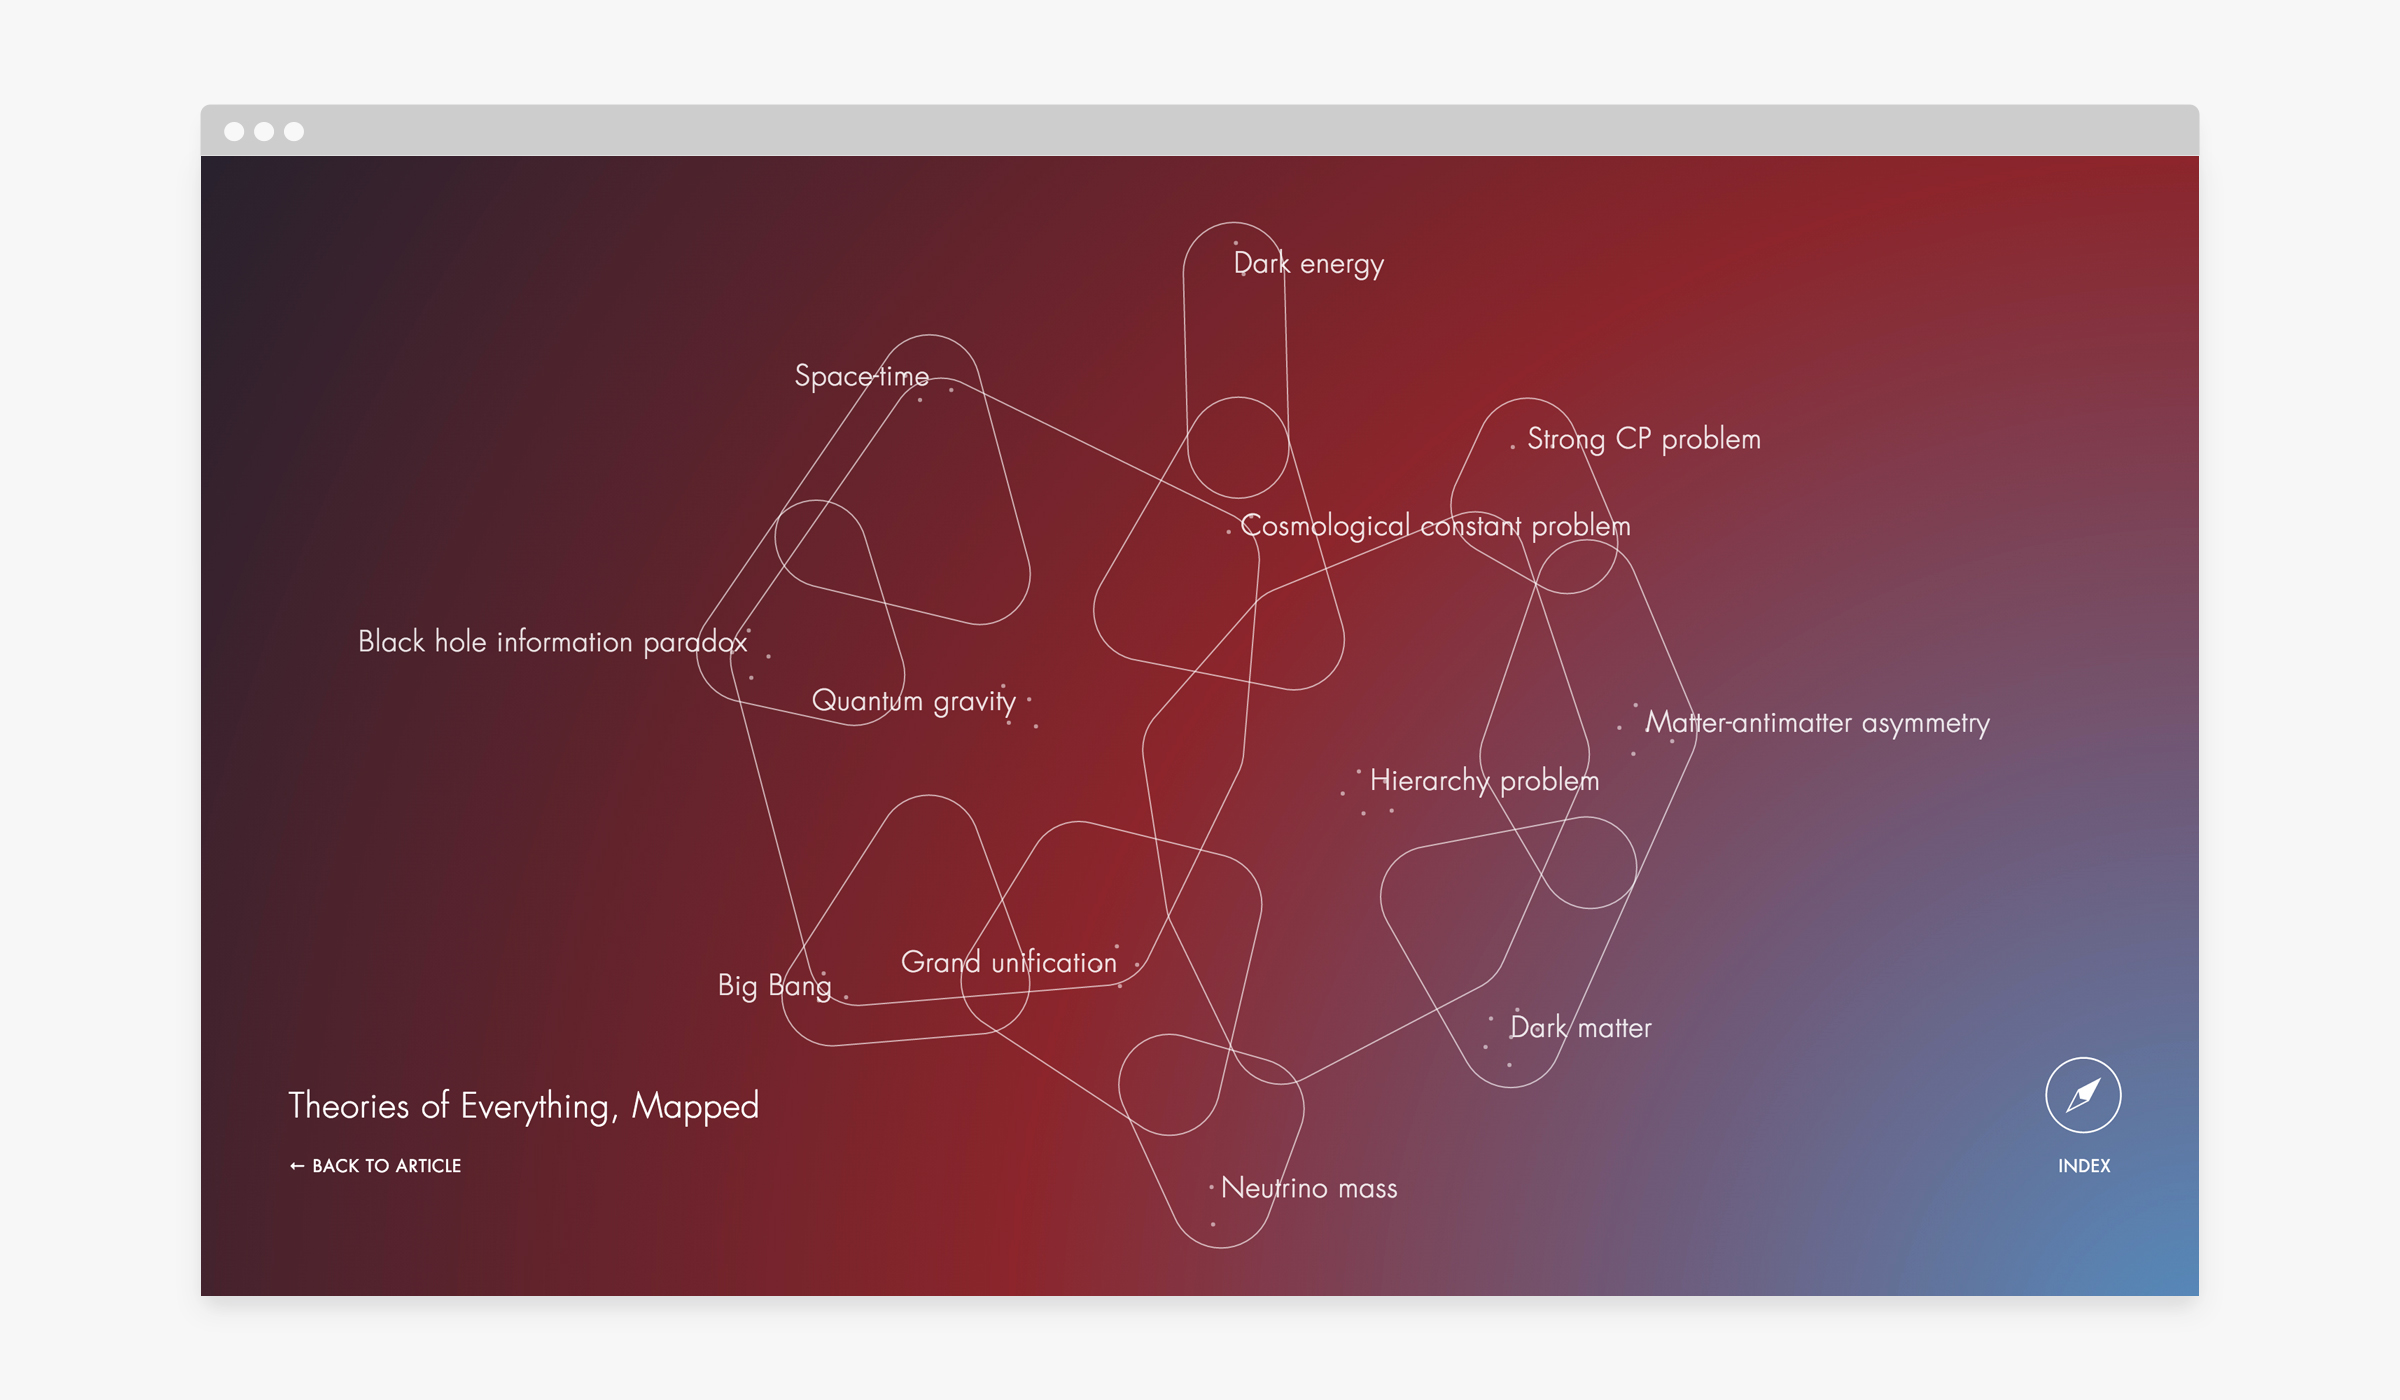 Dark energy
Space-time
Strong CP problem
Cosmological constant problem
Black hole information paradox
Quantum gravity
Matter-antimatter asymmetry
Hierarchy problem
Grand unification
Big Bang
Dark matter
Theories of Everything, Mapped
← BACK TO ARTICLE
INDEX
Neutrino mass